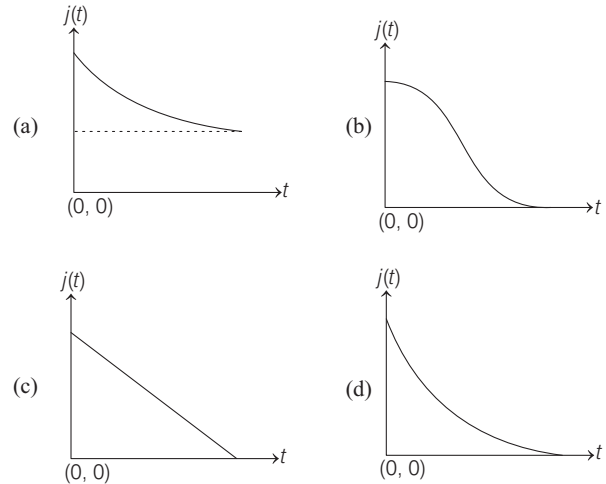 j(t)
(a)
t
(0, 0)
j(t)
(b)
t
(0, 0)
j(t)
(c)
t
(0, 0)
j(t)
(d)
t
(0, 0)